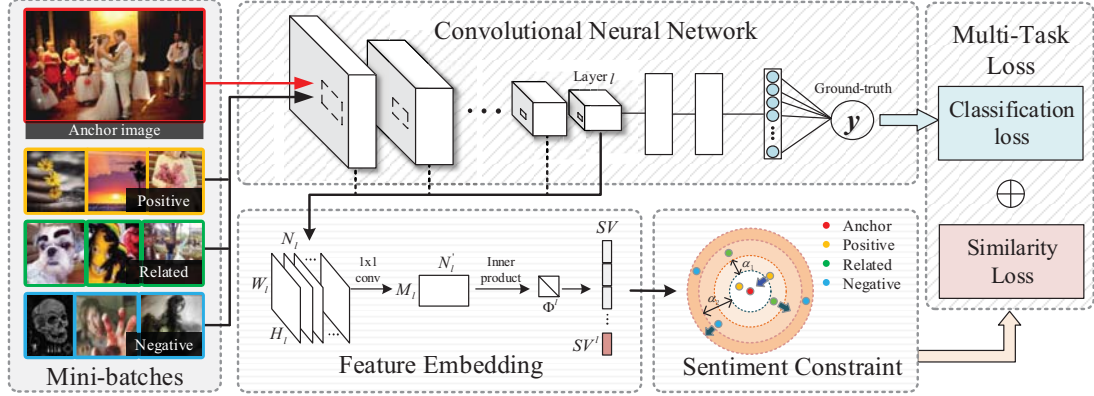 Anchor image
Positive
Related
Negative
Mini-batches
Convolutional Neural Network
Layer l
Ground-truth
y
Multi-Task
Loss
Classification
loss
Similarity
Loss
N_l
W_l
H_l
1x1
conv
N_l'
M_l
Inner
product
Φ^l
SV
SV^l
Feature Embedding
α_1
α_2
Anchor
Positive
Related
Negative
Sentiment Constraint